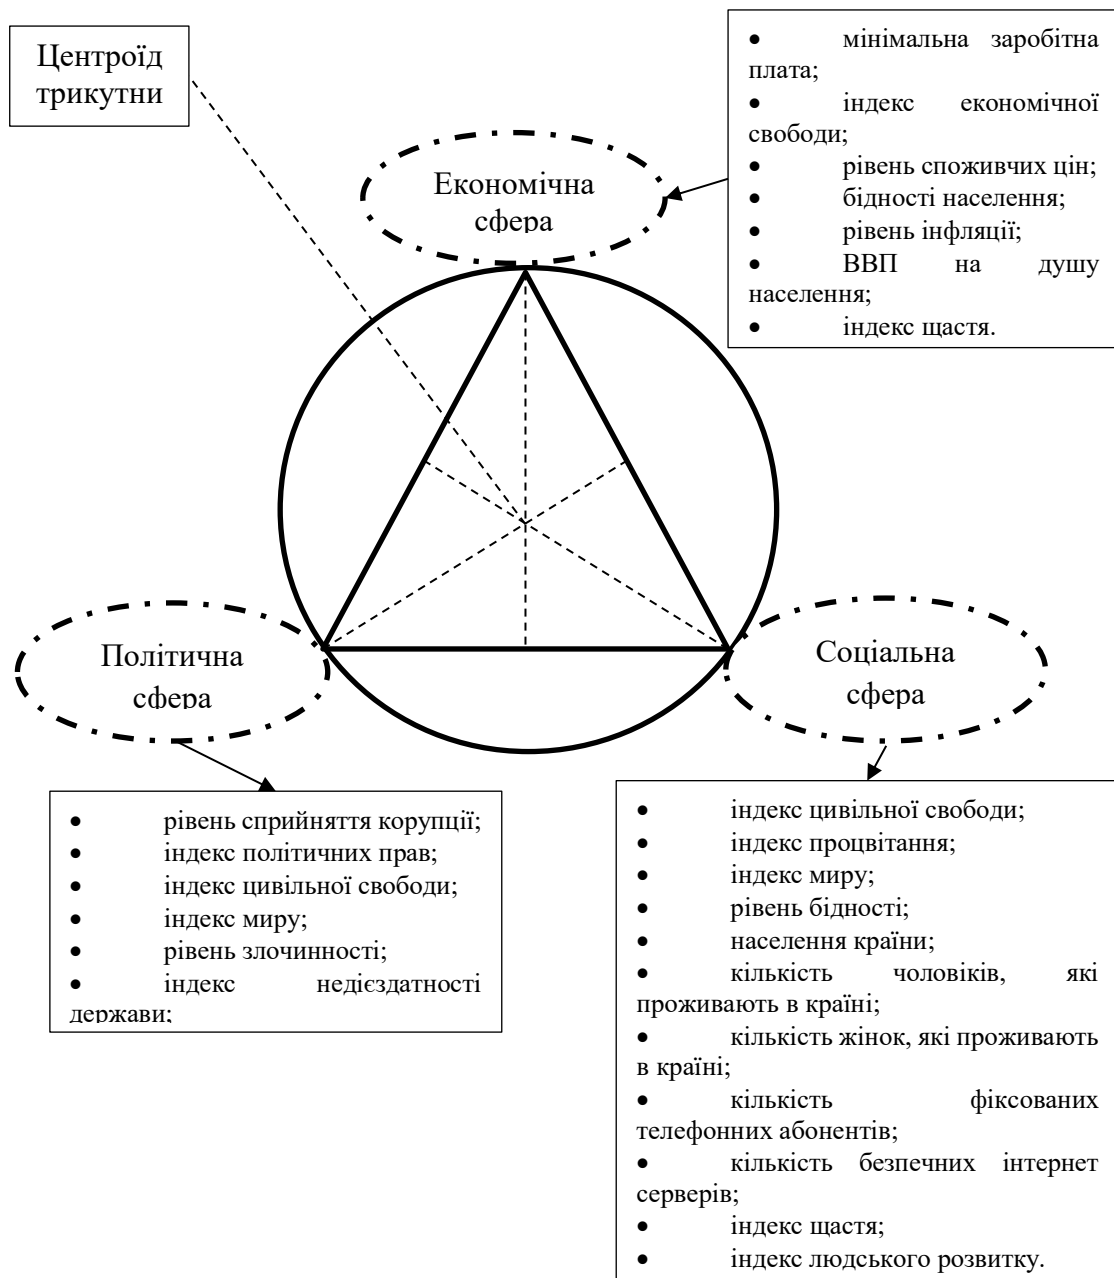 Центроїд
трикутни
• мінімальна заробітна
плата;
• індекс економічної
свободи;
• рівень споживчих цін;
• бідності населення;
• рівень інфляції;
• ВВП на душу
населення;
• індекс щастя.
Економічна
сфера
Політична
сфера
Соціальна
сфера
• рівень сприйняття корупції;
• індекс політичних прав;
• індекс цивільної свободи;
• індекс миру;
• рівень злочинності;
• індекс недієздатності
держави;
• індекс цивільної свободи;
• індекс процвітання;
• індекс миру;
• рівень бідності;
• населення країни;
• кількість чоловіків, які
проживають в країні;
• кількість жінок, які проживають
в країні;
• кількість фіксованих
телефонних абонентів;
• кількість безпечних інтернет
серверів;
• індекс щастя;
• індекс людського розвитку.